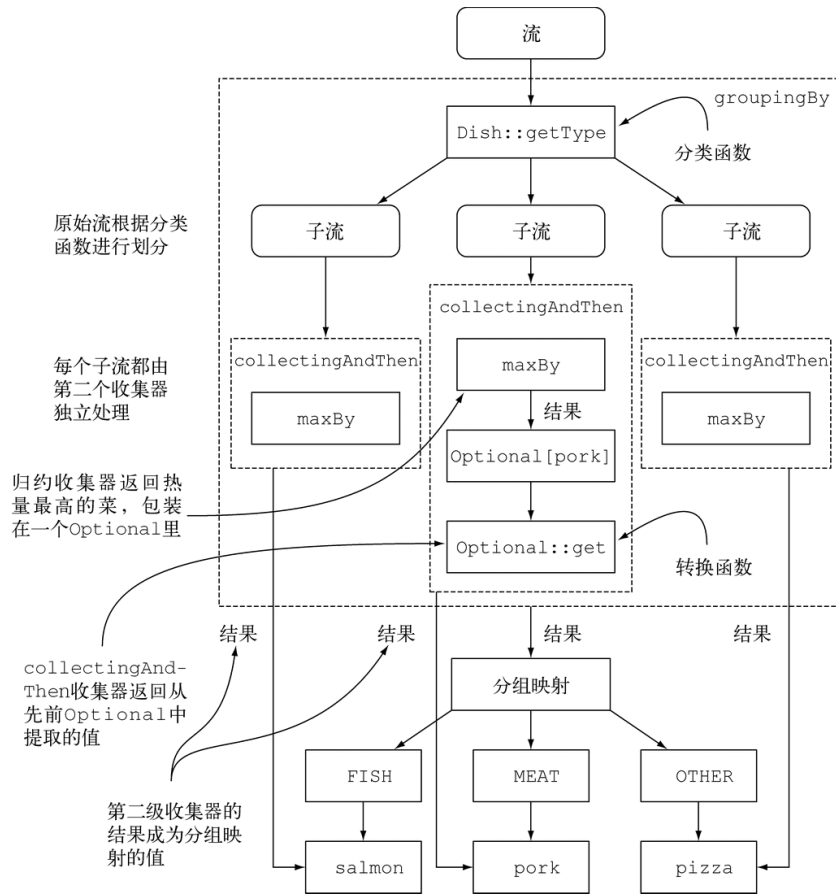 流
groupingBy
Dish::getType
分类函数
原始流根据分类
函数进行划分
子流
子流
子流
collectingAndThen
collectingAndThen
collectingAndThen
每个子流都由
第二个收集器
独立处理
maxBy
maxBy
maxBy
结果
Optional[pork]
归约收集器返回热
量最高的菜，包装
在一个Optional里
Optional::get
转换函数
结果
结果
结果
结果
collectingAnd-
Then收集器返回从
先前Optional中
提取的值
分组映射
FISH
MEAT
OTHER
第二级收集器的
结果成为分组映
射的值
salmon
pork
pizza